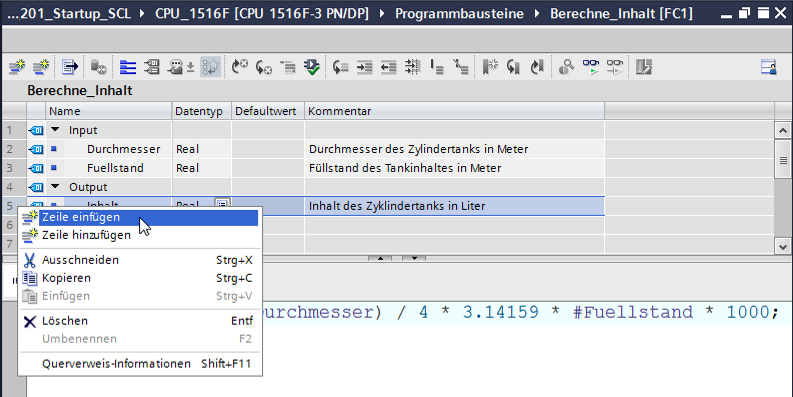 ...201_Startup_SCL ▸ CPU_1516F [CPU 1516F-3 PN/DP] ▸ Programmbausteine ▸ Berechne_Inhalt [FC1]
Berechne_Inhalt
Name Datentyp Defaultwert Kommentar
1 Input
2 Durchmesser Real Durchmesser des Zylindertanks in Meter
3 Fuellstand Real Füllstand des Tankinhaltes in Meter
4 Output
5 Inhalt Real Inhalt des Zyklindertanks in Liter
6
7
Zeile einfügen
Zeile hinzufügen
Ausschneiden Strg+X
Kopieren Strg+C
Einfügen Strg+V
Löschen Entf
Umbenennen F2
Querverweis-Informationen Shift+F11
urchmesser) / 4 * 3.14159 * #Fuellstand * 1000;